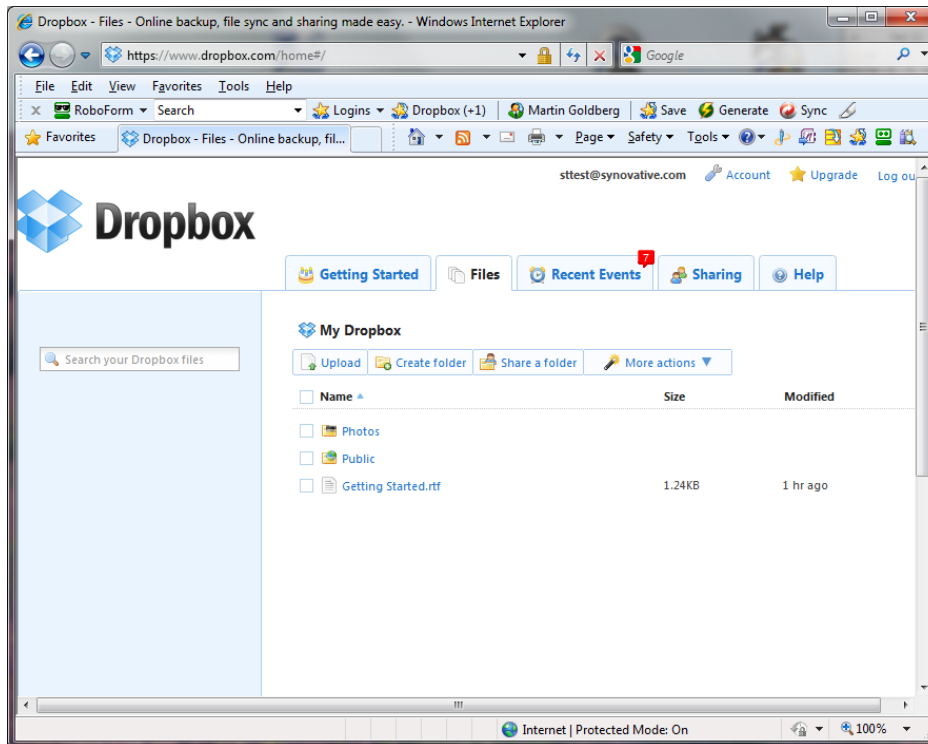 Dropbox - Files - Online backup, file sync and sharing made easy. - Windows Internet Explorer
https://www.dropbox.com/home#/ Google
File Edit View Favorites Tools Help
x RoboForm Search Logins Dropbox (+1) Martin Goldberg Save Generate Sync
Favorites Dropbox - Files - Online backup, fil... Page Safety Tools
sttest@synovative.com Account Upgrade Log ou
Dropbox
Getting Started Files Recent Events 7 Sharing Help
My Dropbox
Search your Dropbox files
Upload Create folder Share a folder More actions
Name Size Modified
Photos
Public
Getting Started.rtf 1.24KB 1 hr ago
Internet | Protected Mode: On 100%